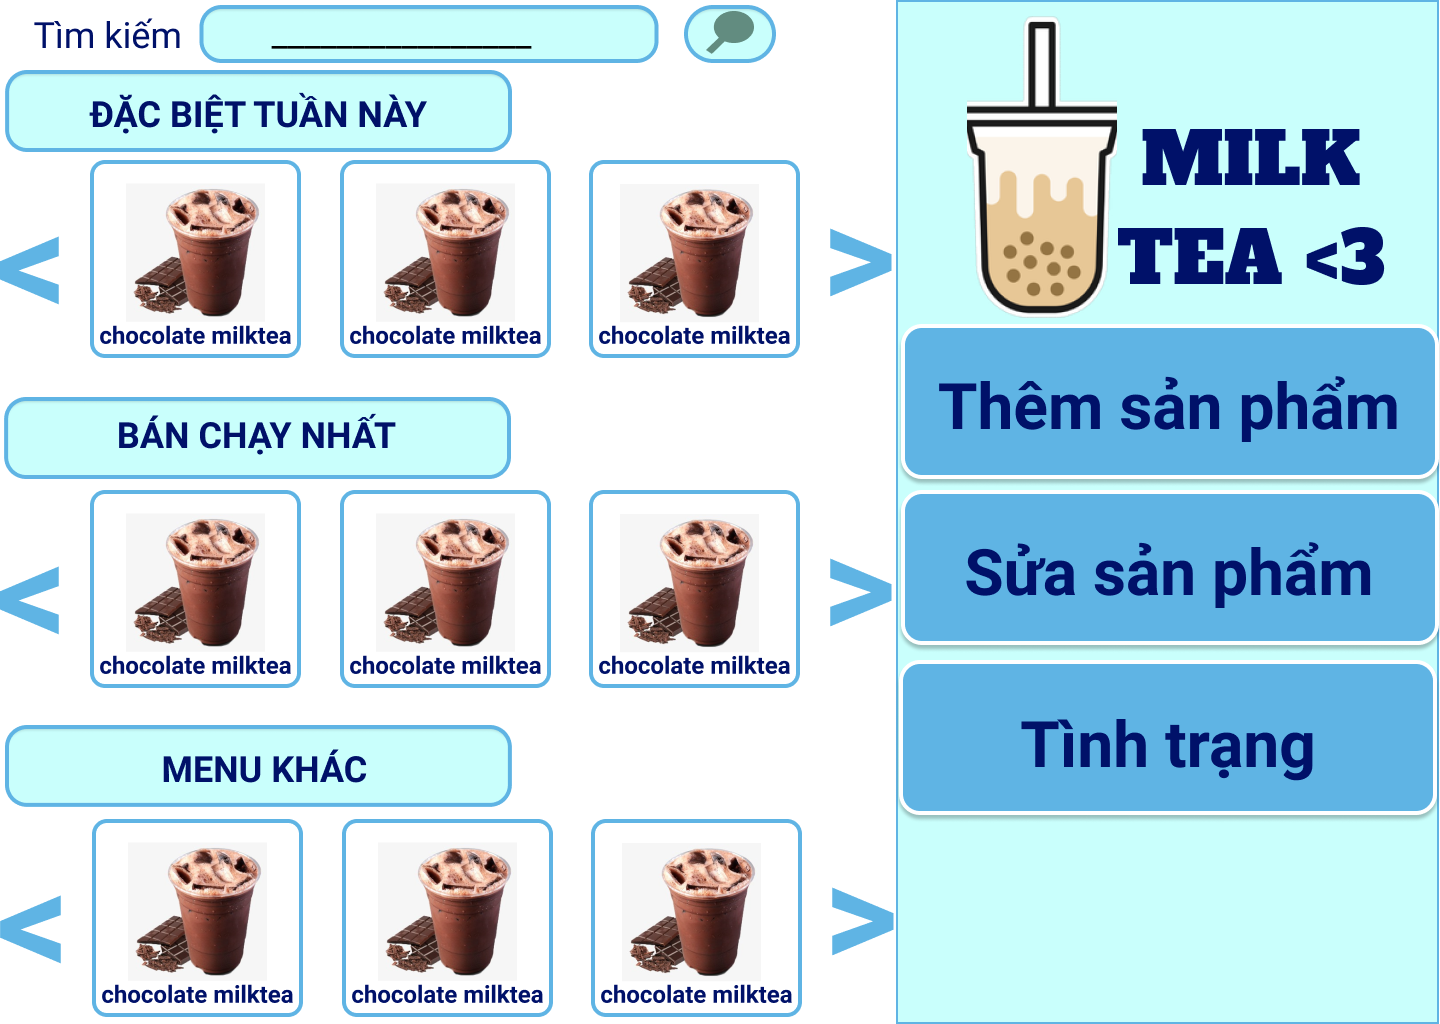 Tìm kiếm ________________
ĐẶC BIỆT TUẦN NÀY
< chocolate milktea chocolate milktea chocolate milktea >
BÁN CHẠY NHẤT
< chocolate milktea chocolate milktea chocolate milktea >
MENU KHÁC
< chocolate milktea chocolate milktea chocolate milktea >
MILK
TEA <3
Thêm sản phẩm
Sửa sản phẩm
Tình trạng